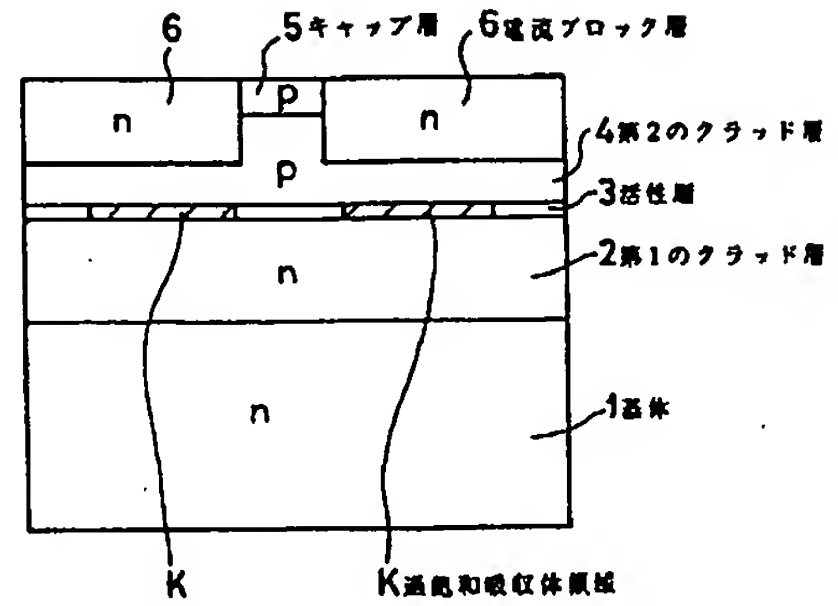 6
5キャップ層
6電流ブロック層
n
p
n
p
4第2のクラッド層
3活性層
n
2第1のクラッド層
n
1基体
K
K過飽和吸収体領域